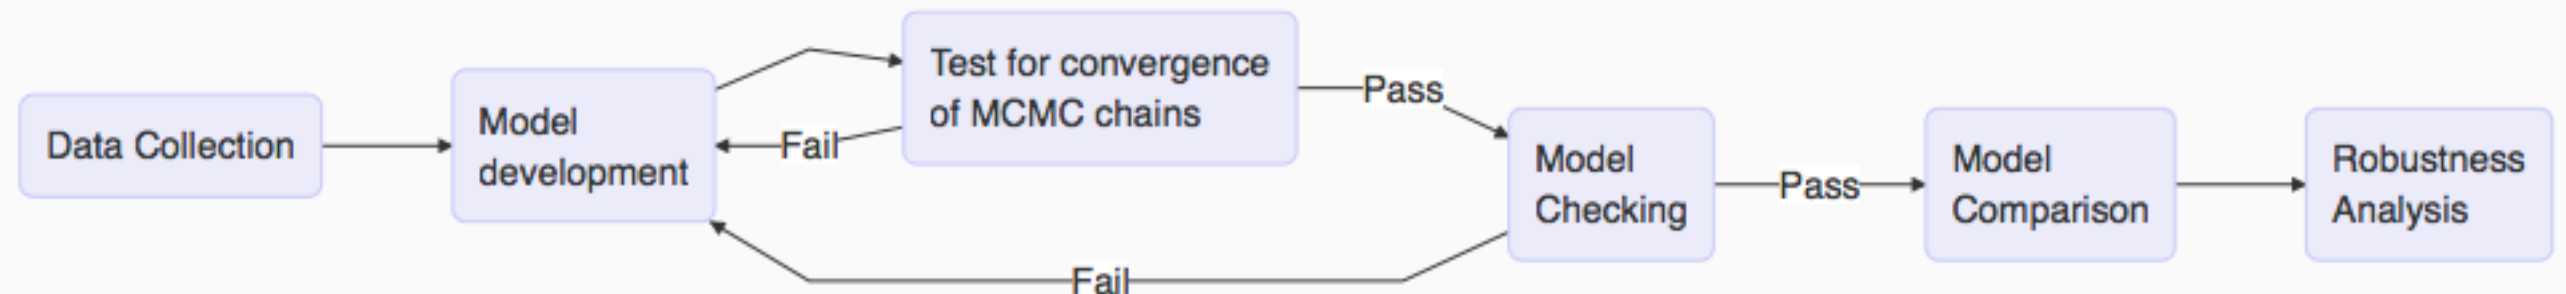 Data Collection
Model
development
Fail
Test for convergence
of MCMC chains
Pass
Fail
Model
Checking
Pass
Model
Comparison
Robustness
Analysis